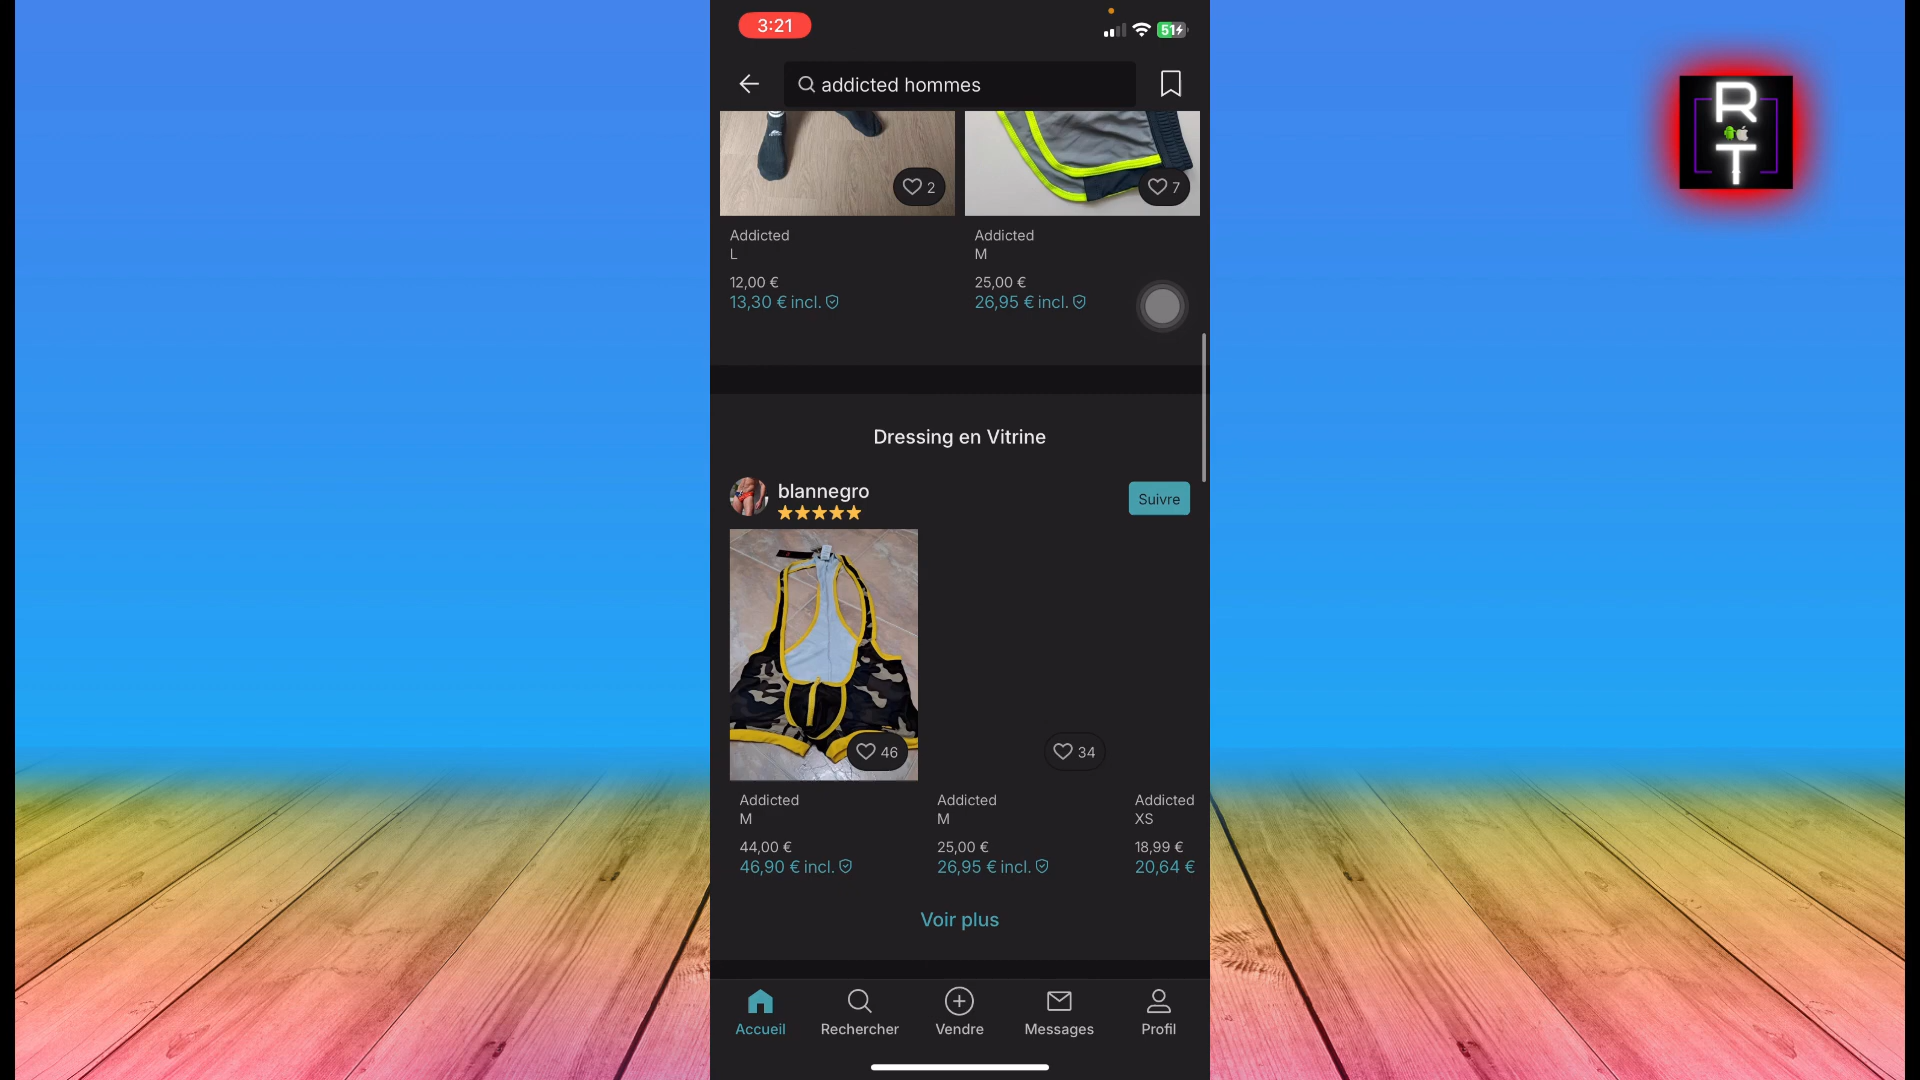 3:21
51
addicted hommes
R
T
2
7
Addicted
L
12,00 €
13,30 € incl.
Addicted
M
25,00 €
26,95 € incl.
Dressing en Vitrine
blannegro
Suivre
46
34
Addicted
M
44,00 €
46,90 € incl.
Addicted
M
25,00 €
26,95 € incl.
Addicted
XS
18,99 €
20,64 €
Voir plus
Accueil
Rechercher
Vendre
Messages
Profil